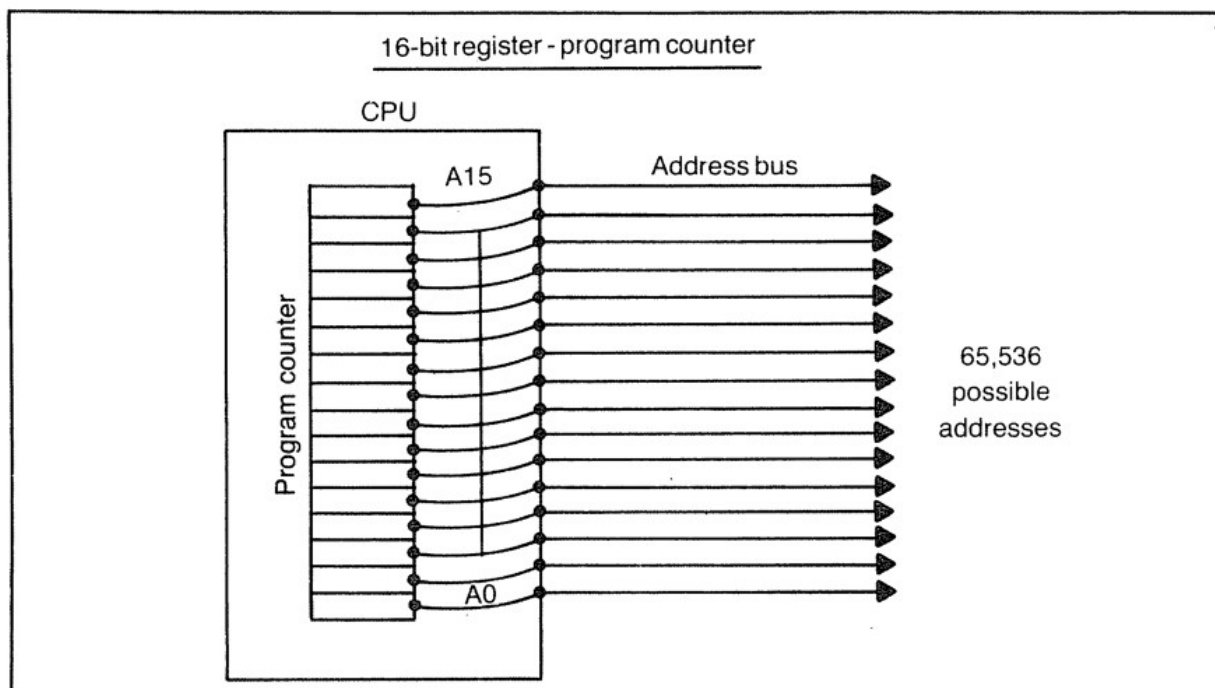 16-bit register - program counter
CPU
A15
Address bus
Program counter
65,536
possible
addresses
A0